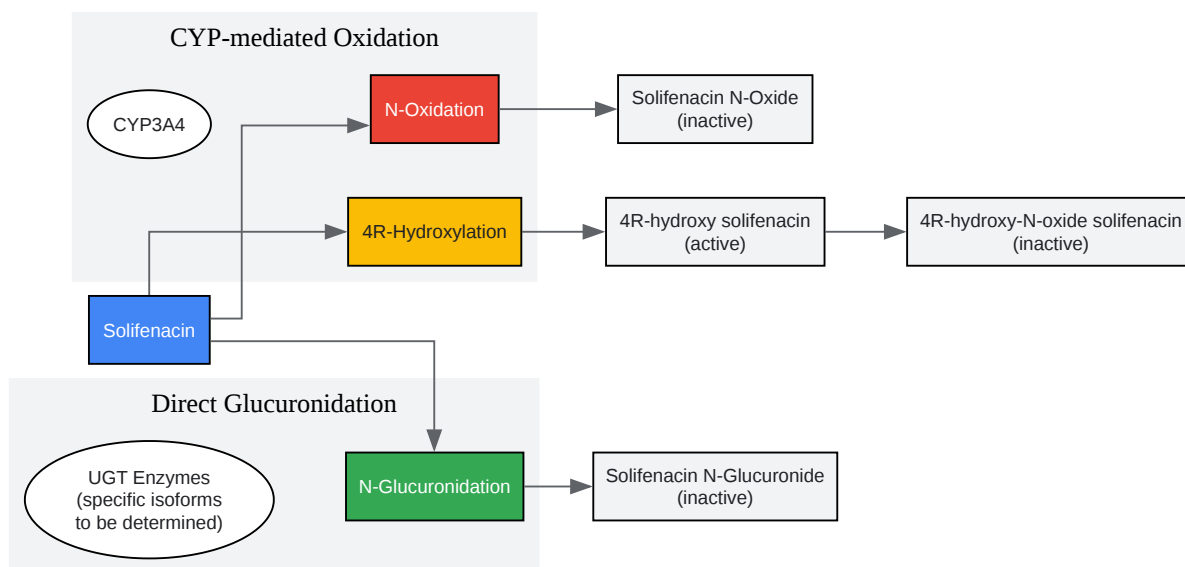 CYP-mediated Oxidation
CYP3A4
N-Oxidation
Solifenacin N-Oxide
(inactive)
4R-Hydroxylation
4R-hydroxy solifenacin
(active)
4R-hydroxy-N-oxide solifenacin
(inactive)
Solifenacin
Direct Glucuronidation
UGT Enzymes
(specific isoforms
to be determined)
N-Glucuronidation
Solifenacin N-Glucuronide
(inactive)